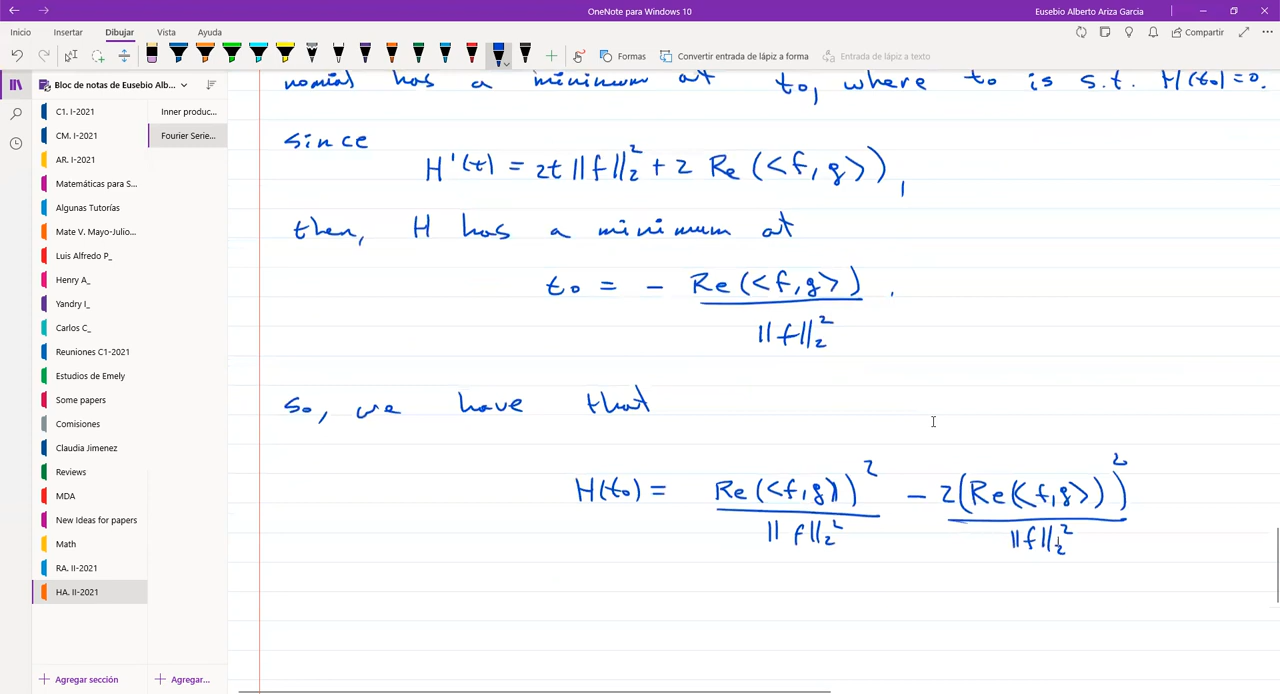 OneNote para Windows 10
Eusebio Alberto Ariza Garcia
Inicio Insertar Dibujar Vista Ayuda
Compartir
Formas Convertir entrada de lápiz a forma Entrada de lápiz a texto
Bloc de notas de Eusebio Alb...
C1. I-2021
CM. I-2021
AR. I-2021
Matemáticas para S...
Algunas Tutorías
Mate V. Mayo-Julio...
Luis Alfredo P_
Henry A_
Yandry I_
Carlos C_
Reuniones C1-2021
Estudios de Emely
Some papers
Comisiones
Claudia Jimenez
Reviews
MDA
New Ideas for papers
Math
RA. II-2021
HA. II-2021
Agregar sección
Inner produc...
Fourier Serie...
Agregar...
nomial has a minimum at t₀, where t₀ is s.t. H'(t₀)=0.
since
H'(t) = 2t ||f||₂² + 2 Re(<f,g>),
then, H has a minimum at
t₀ = - Re(<f,g>) / ||f||₂² .
so, we have that
H(t₀) = Re(<f,g>)² / ||f||₂² - 2(Re(<f,g>))² / ||f||₂²